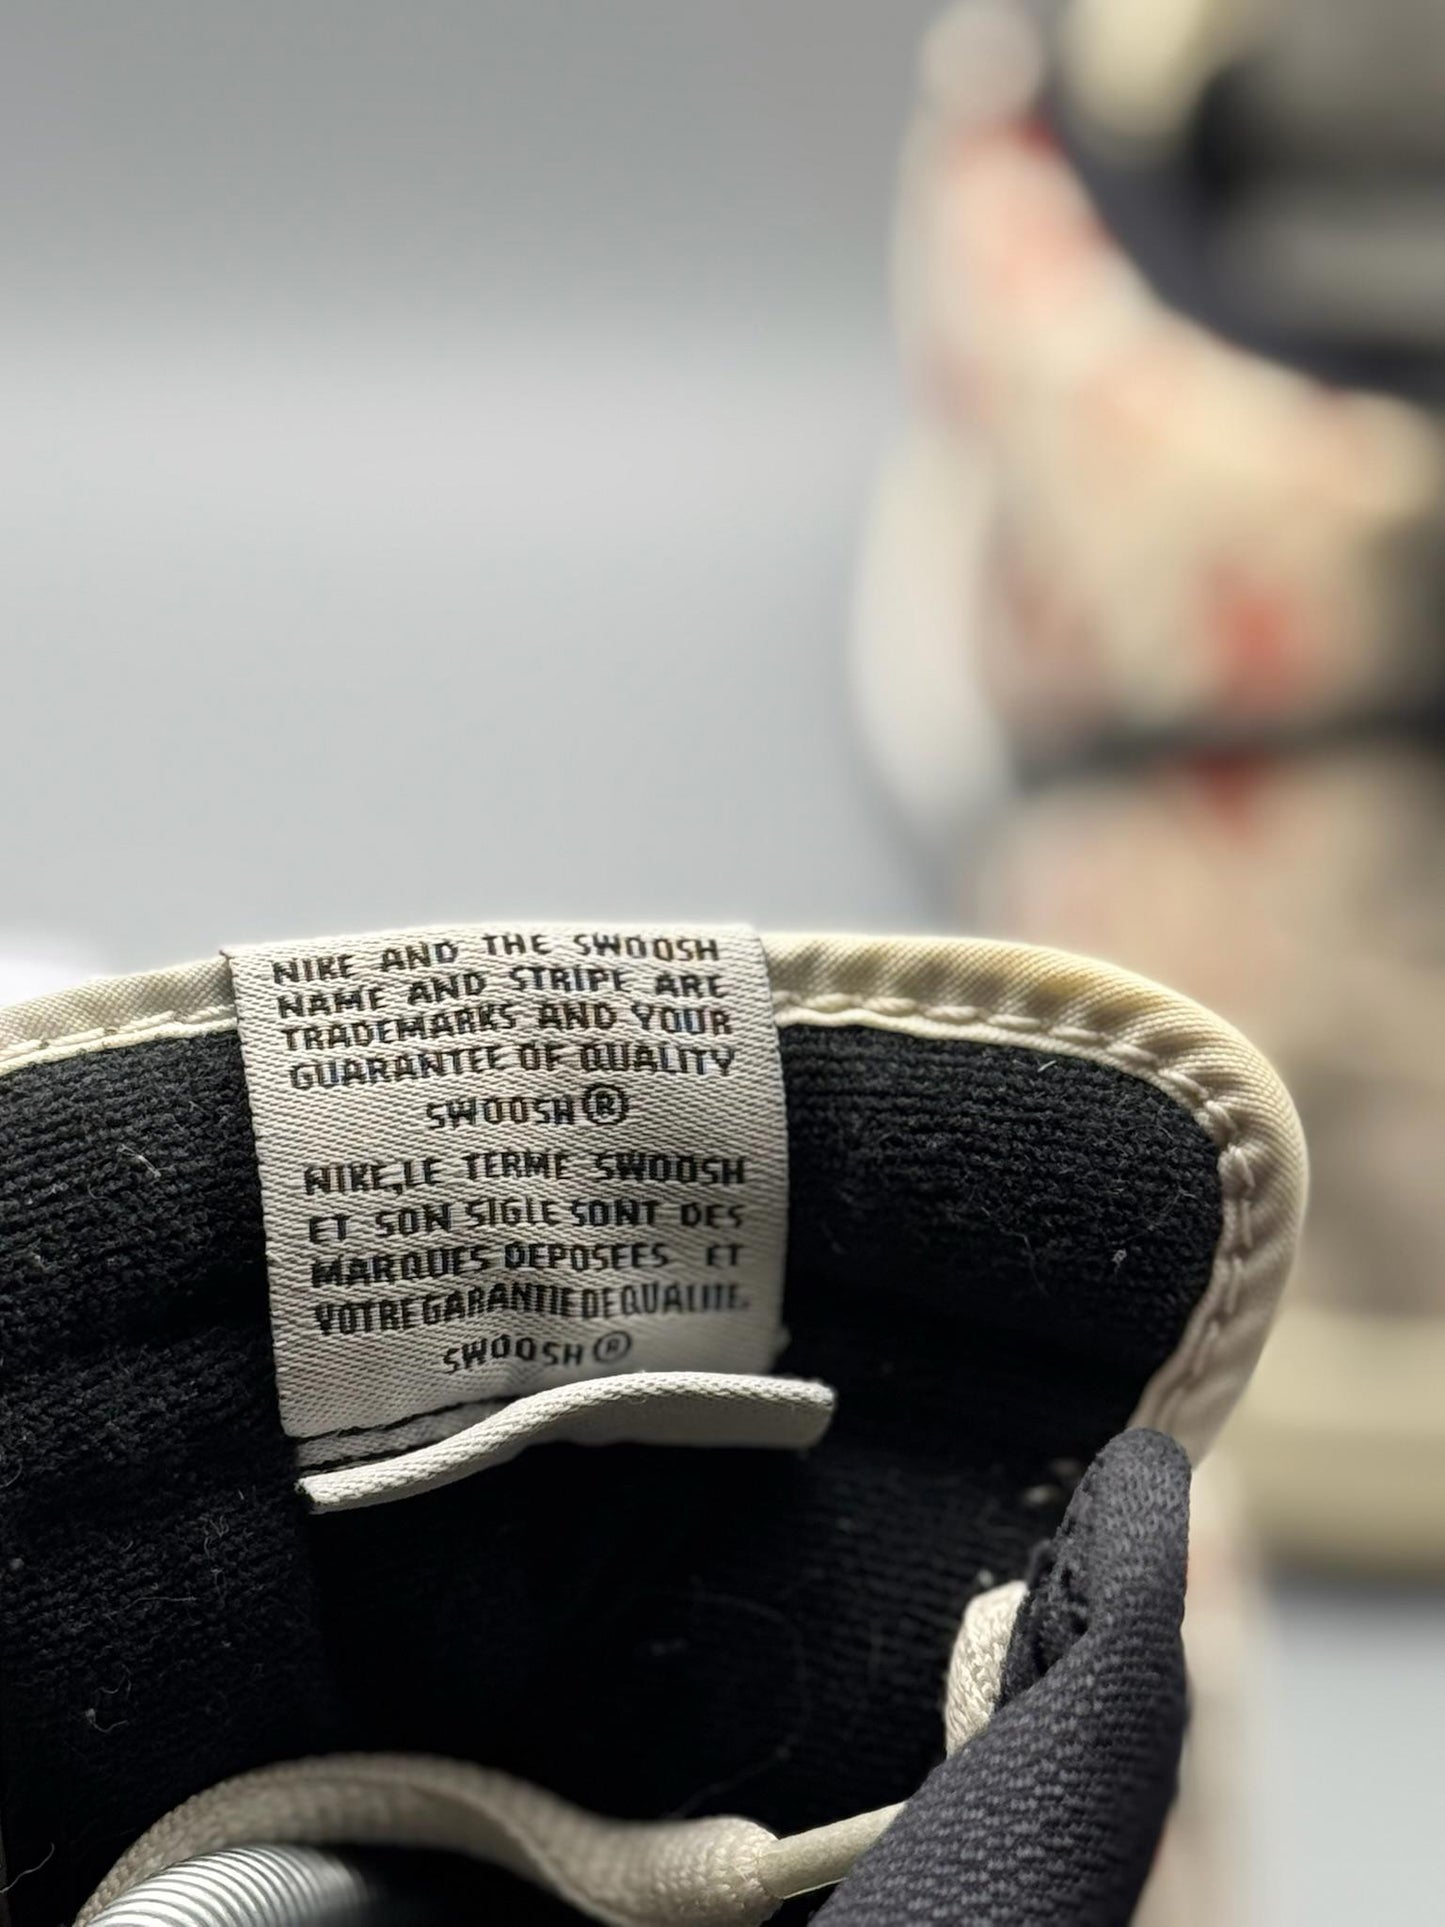 NIKE AND THE SWOOSH
NAME AND STRIPE ARE
TRADEMARKS AND YOUR
GUARANTEE OF QUALITY
SWOOSH®
NIKE,LE TERME SWOOSH
ET SON SIGLE SONT DES
MARQUES DEPOSEES ET
VOTRE GARANTIE DE QUALITE.
SWOOSH®